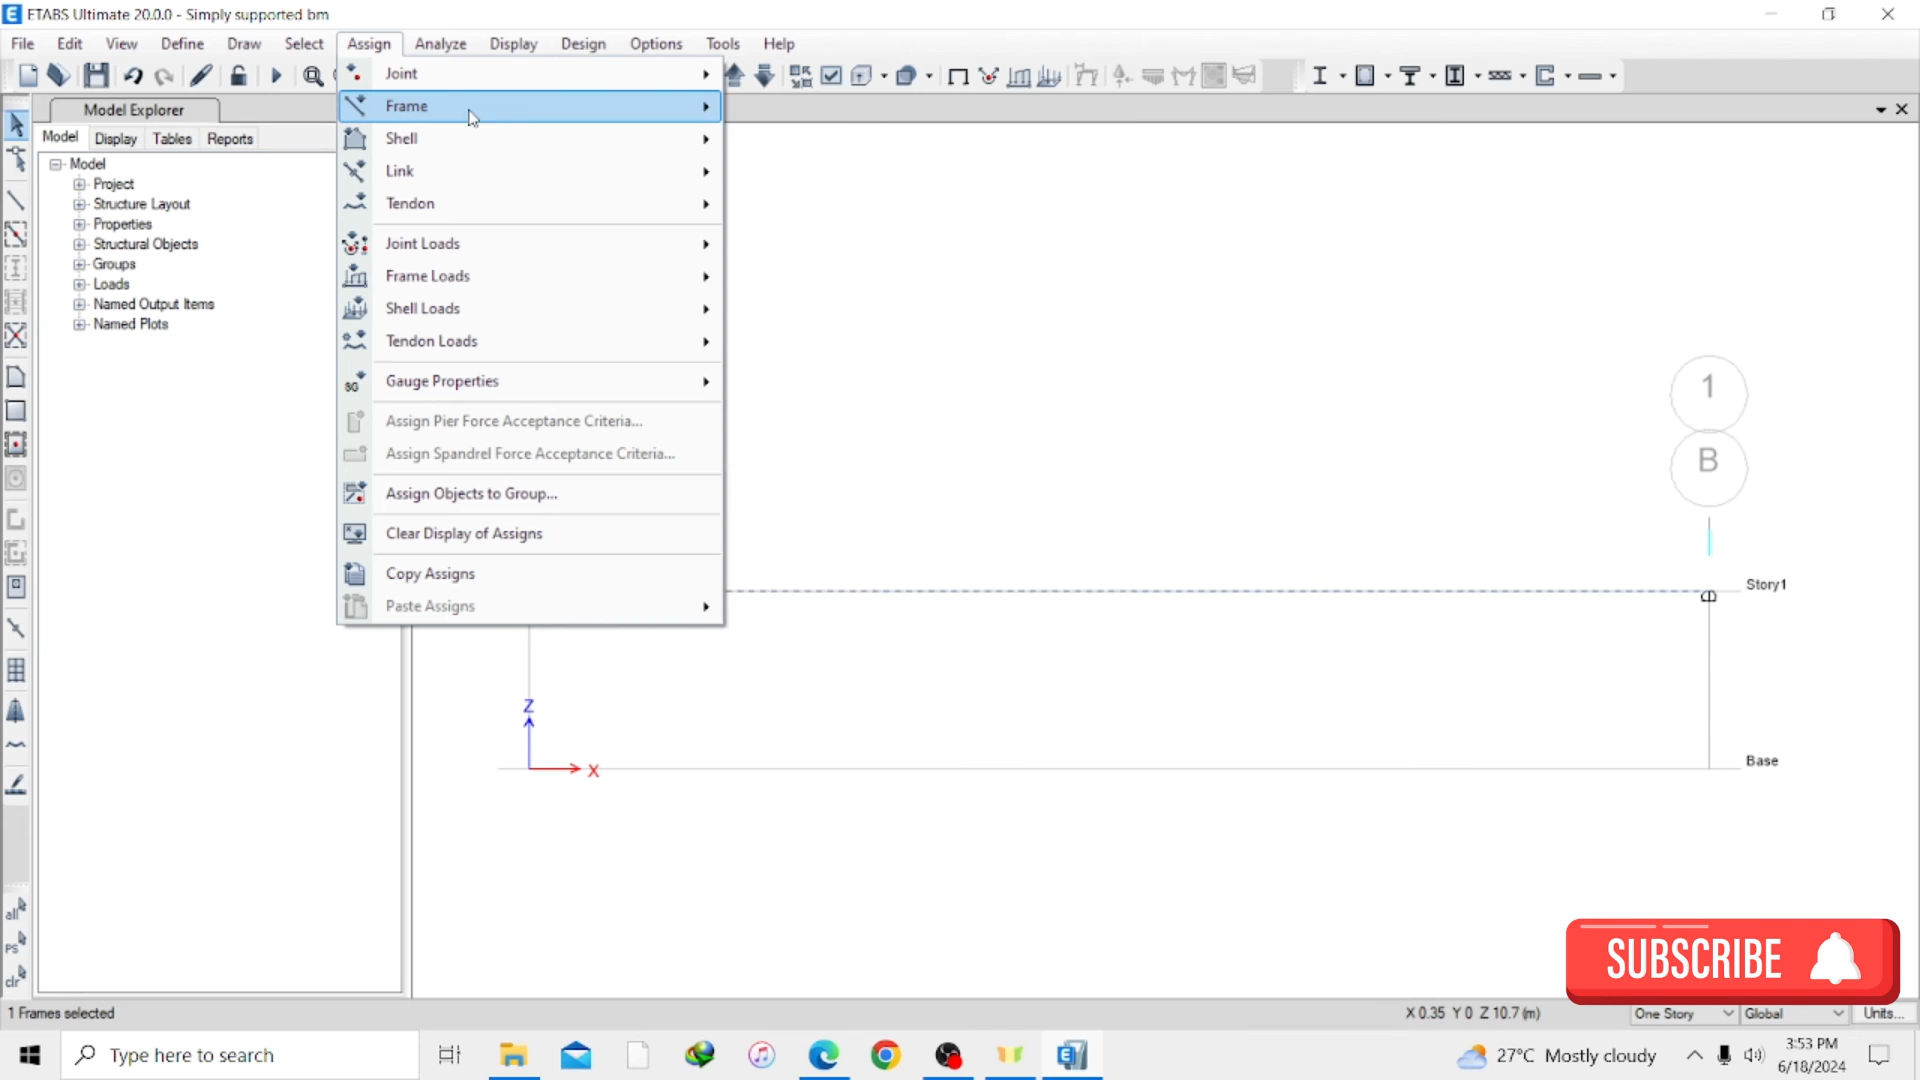 ETABS Ultimate 20.0.0 - Simply supported bm
File Edit View Define Draw Select Assign Analyze Display Design Options Tools Help
Model Explorer
Model Display Tables Reports
Model
Project
Structure Layout
Properties
Structural Objects
Groups
Loads
Named Output Items
Named Plots
Joint
Frame
Shell
Link
Tendon
Joint Loads
Frame Loads
Shell Loads
Tendon Loads
SG Gauge Properties
Assign Pier Force Acceptance Criteria...
Assign Spandrel Force Acceptance Criteria...
Assign Objects to Group...
Clear Display of Assigns
Copy Assigns
Paste Assigns
1
B
Story1
Z
X
Base
all
PS
clr
SUBSCRIBE
1 Frames selected
X 0.35 Y 0 Z 10.7 (m)
One Story
Global
Units...
Type here to search
27°C Mostly cloudy
3:53 PM
6/18/2024